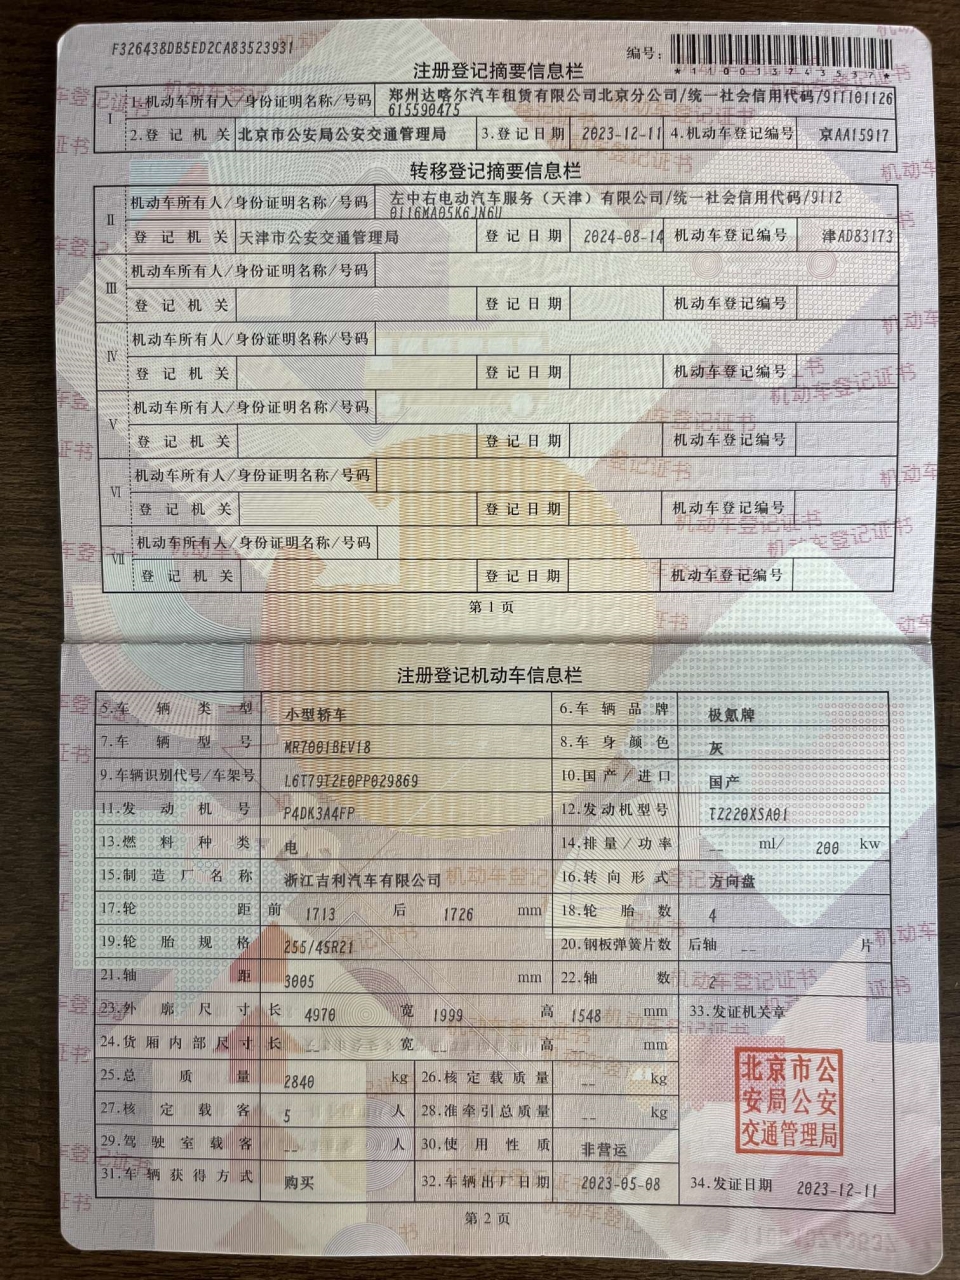 F326438DB5ED2CA83523931
编号：
*110013743537*
注册登记摘要信息栏
I 1.机动车所有人/身份证明名称/号码 郑州达喀尔汽车租赁有限公司北京分公司/统一社会信用代码/911101126
615590475
2.登记机关 北京市公安局公安交通管理局 3.登记日期 2023-12-11 4.机动车登记编号 京AA15917
转移登记摘要信息栏
II 机动车所有人/身份证明名称/号码 左中右电动汽车服务（天津）有限公司/统一社会信用代码/9112
0116MA05K6JN6U
登记机关 天津市公安交通管理局 登记日期 2024-08-14 机动车登记编号 津AD83173
III 机动车所有人/身份证明名称/号码
登记机关 登记日期 机动车登记编号
IV 机动车所有人/身份证明名称/号码
登记机关 登记日期 机动车登记编号
V 机动车所有人/身份证明名称/号码
登记机关 登记日期 机动车登记编号
VI 机动车所有人/身份证明名称/号码
登记机关 登记日期 机动车登记编号
VII 机动车所有人/身份证明名称/号码
登记机关 登记日期 机动车登记编号
第1页
注册登记机动车信息栏
5.车辆类型 小型轿车 6.车辆品牌 极氪牌
7.车辆型号 MR7001BEV18 8.车身颜色 灰
9.车辆识别代号/车架号 L6T79T2E0PP029869 10.国产/进口 国产
11.发动机号 P4DK3A4FP 12.发动机型号 TZ220XSA01
13.燃料种类 电 14.排量/功率 -- ml/ 200 kw
15.制造厂名称 浙江吉利汽车有限公司 16.转向形式 方向盘
17.轮距 前 1713 后 1726 mm 18.轮胎数 4
19.轮胎规格 255/45R21 20.钢板弹簧片数 后轴 -- 片
21.轴距 3005 mm 22.轴数 2
23.外廓尺寸 长 4970 宽 1999 高 1548 mm 33.发证机关章
24.货厢内部尺寸 长 -- 宽 -- 高 -- mm
25.总质量 2840 kg 26.核定载质量 -- kg
27.核定载客 5 人 28.准牵引总质量 -- kg
29.驾驶室载客 -- 人 30.使用性质 非营运
31.车辆获得方式 购买 32.车辆出厂日期 2023-05-08 34.发证日期 2023-12-11
北京市公
安局公安
交通管理局
第2页